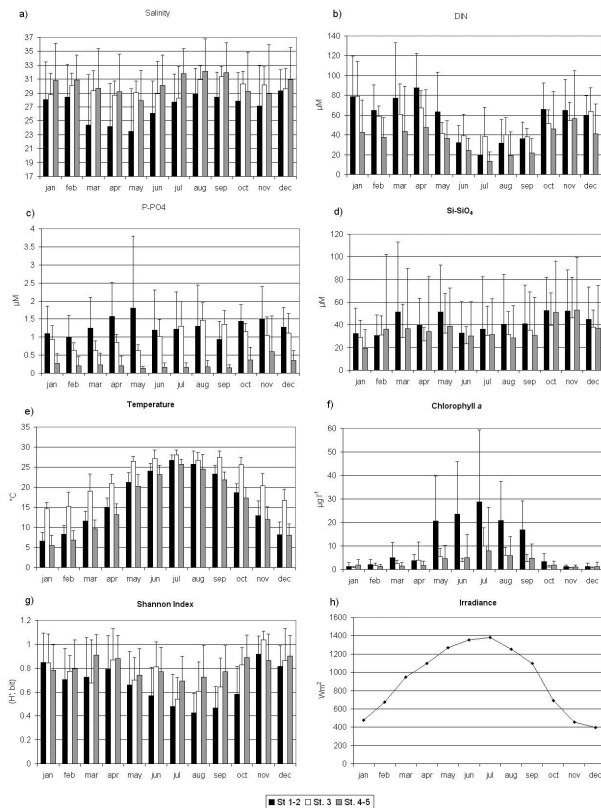 a)
Salinity
37
35
33
31
29
27
25
23
21
19
17
jan feb mar apr may jun jul aug sep oct nov dec
b)
DIN
µM
140
120
100
80
60
40
20
0
jan feb mar apr may jun jul aug sep oct nov dec
c)
P-PO4
µM
4
3.5
3
2.5
2
1.5
1
0.5
0
jan feb mar apr may jun jul aug sep oct nov dec
d)
Si-SiO₄
µM
120
100
80
60
40
20
0
jan feb mar apr may jun jul aug sep oct nov dec
e)
Temperature
°C
35
30
25
20
15
10
5
0
jan feb mar apr may jun jul aug sep oct nov dec
f)
Chlorophyll a
µg l⁻¹
60
50
40
30
20
10
0
jan feb mar apr may jun jul aug sep oct nov dec
g)
Shannon Index
(H'; bit)
1.2
1
0.8
0.6
0.4
0.2
0
jan feb mar apr may jun jul aug sep oct nov dec
h)
Irradiance
Wm²
1600
1400
1200
1000
800
600
400
200
0
jan feb mar apr may jun jul aug sep oct nov dec
St 1-2 St. 3 St. 4-5